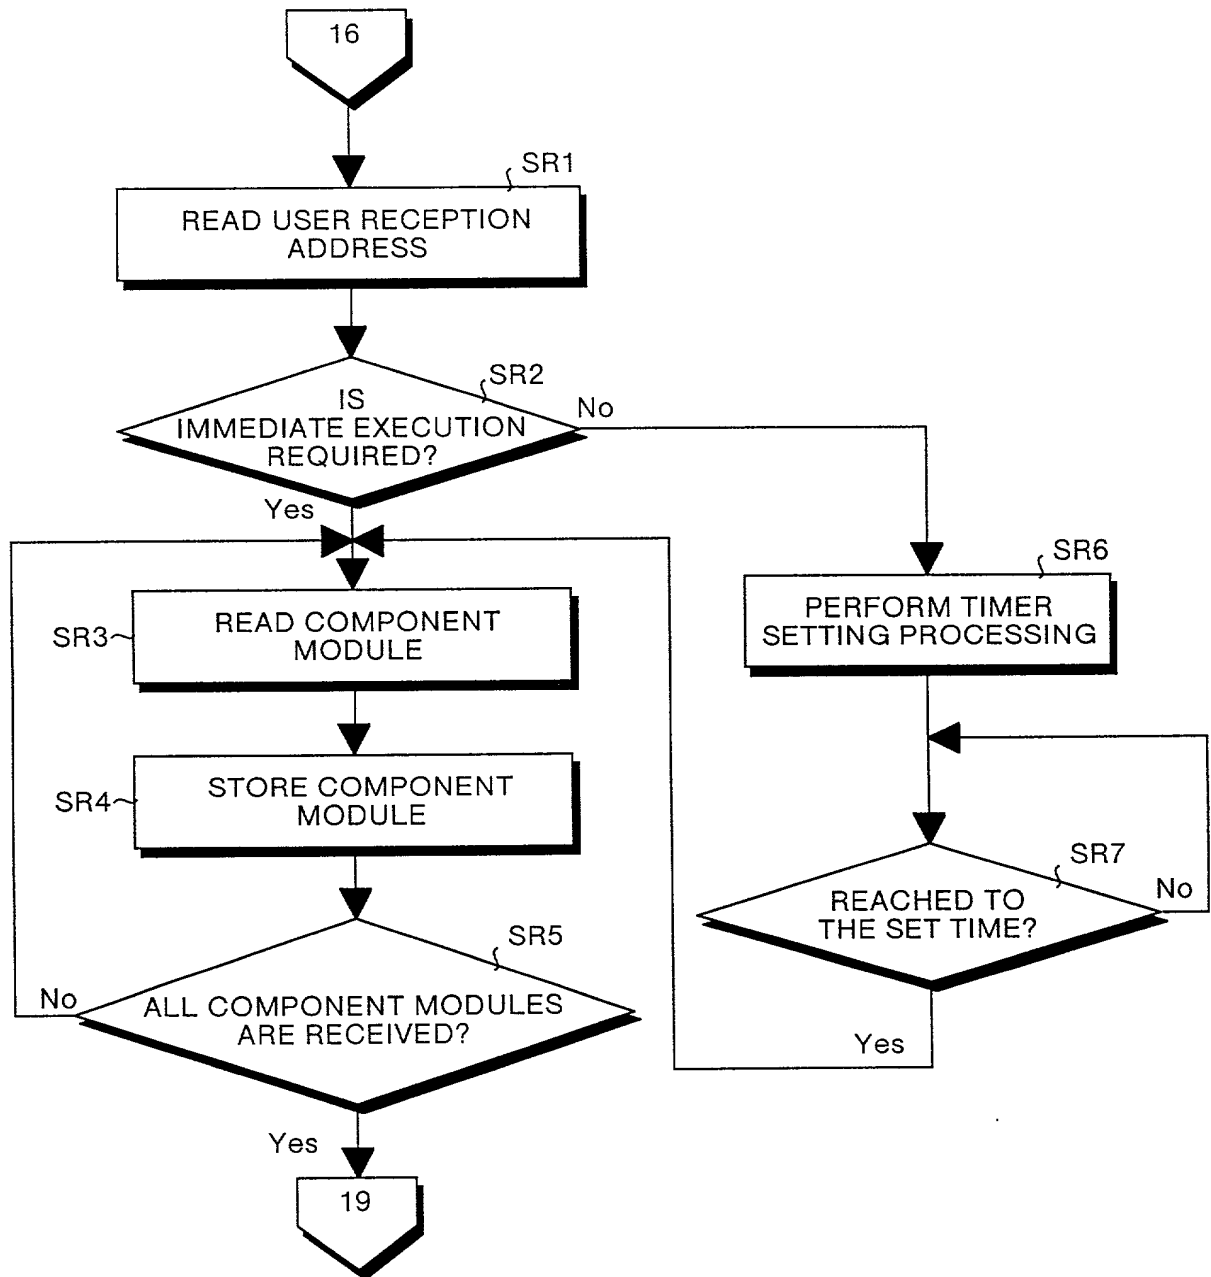 16
SR1
READ USER RECEPTION
ADDRESS
SR2
IS
IMMEDIATE EXECUTION
REQUIRED?
No
Yes
SR6
PERFORM TIMER
SETTING PROCESSING
SR3
READ COMPONENT
MODULE
SR4
STORE COMPONENT
MODULE
SR7
REACHED TO
THE SET TIME?
No
Yes
SR5
ALL COMPONENT MODULES
ARE RECEIVED?
No
Yes
19